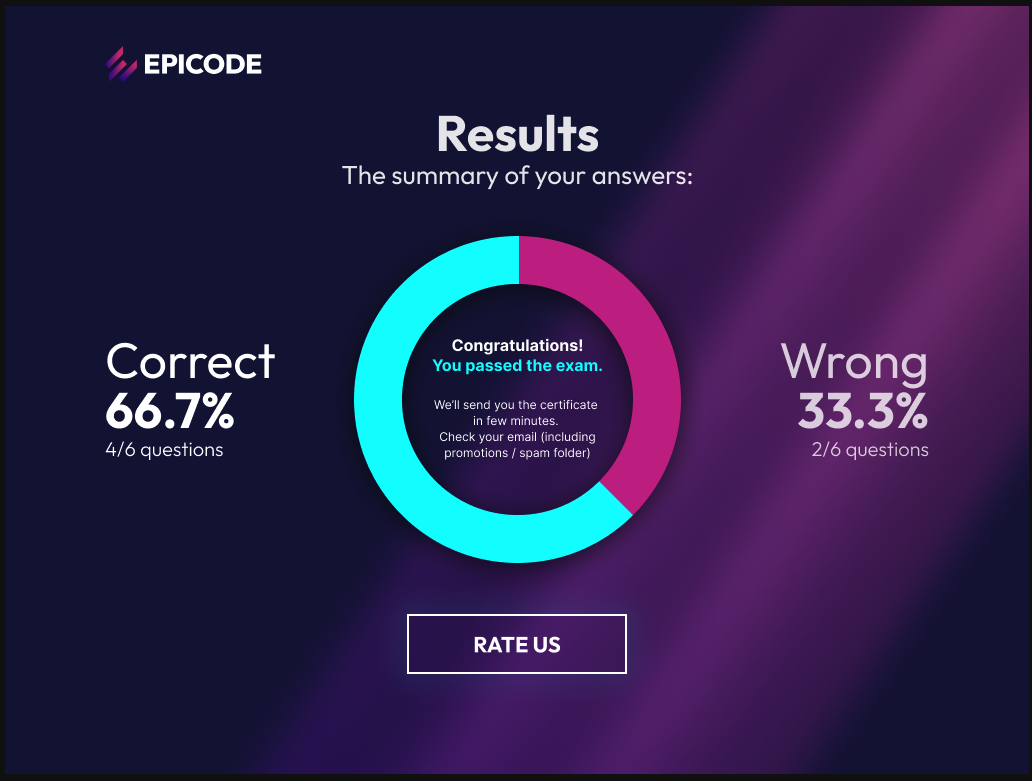 EPICODE
Results
The summary of your answers:
Correct
66.7%
4/6 questions
Congratulations!
You passed the exam.
We'll send you the certificate
in few minutes.
Check your email (including
promotions / spam folder)
Wrong
33.3%
2/6 questions
RATE US